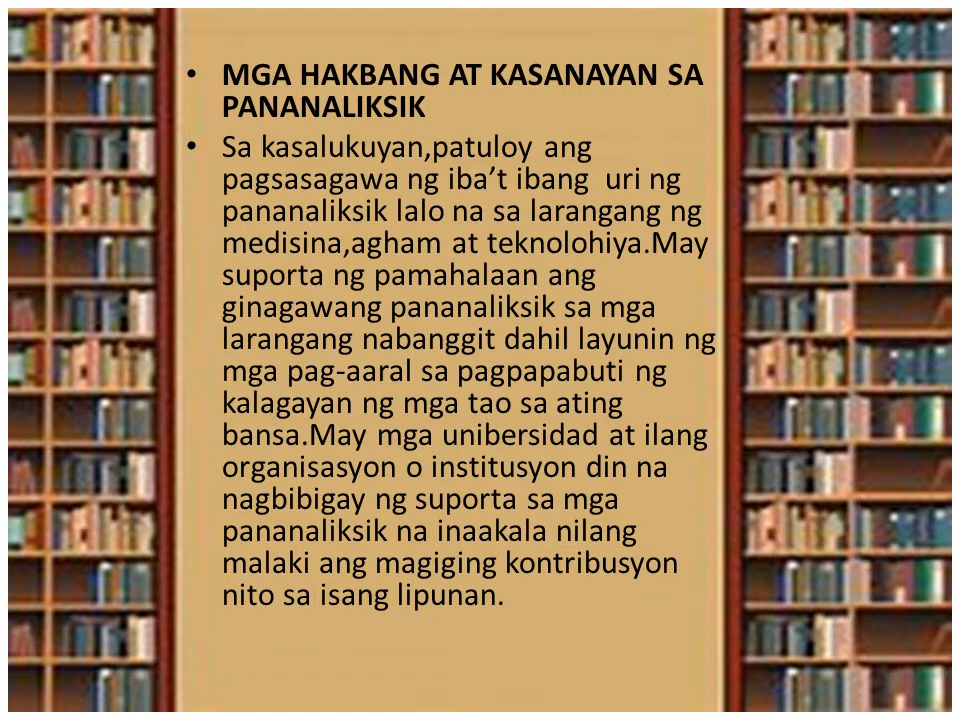 • MGA HAKBANG AT KASANAYAN SA
PANANALIKSIK
• Sa kasalukuyan,patuloy ang
pagsasagawa ng iba’t ibang  uri ng
pananaliksik lalo na sa larangang ng
medisina,agham at teknolohiya.May
suporta ng pamahalaan ang
ginagawang pananaliksik sa mga
larangang nabanggit dahil layunin ng
mga pag-aaral sa pagpapabuti ng
kalagayan ng mga tao sa ating
bansa.May mga unibersidad at ilang
organisasyon o institusyon din na
nagbibigay ng suporta sa mga
pananaliksik na inaakala nilang
malaki ang magiging kontribusyon
nito sa isang lipunan.